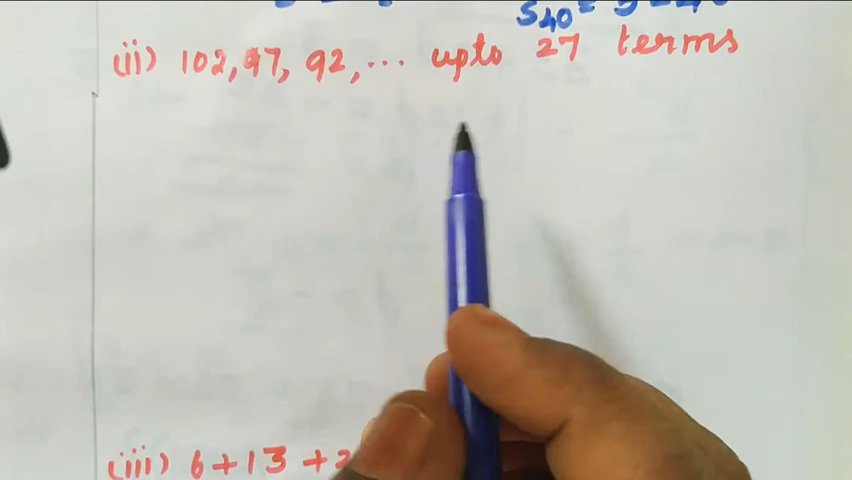 S40 =
(ii) 102, 97, 92, ... upto 27 terms
(iii) 6 + 13 +